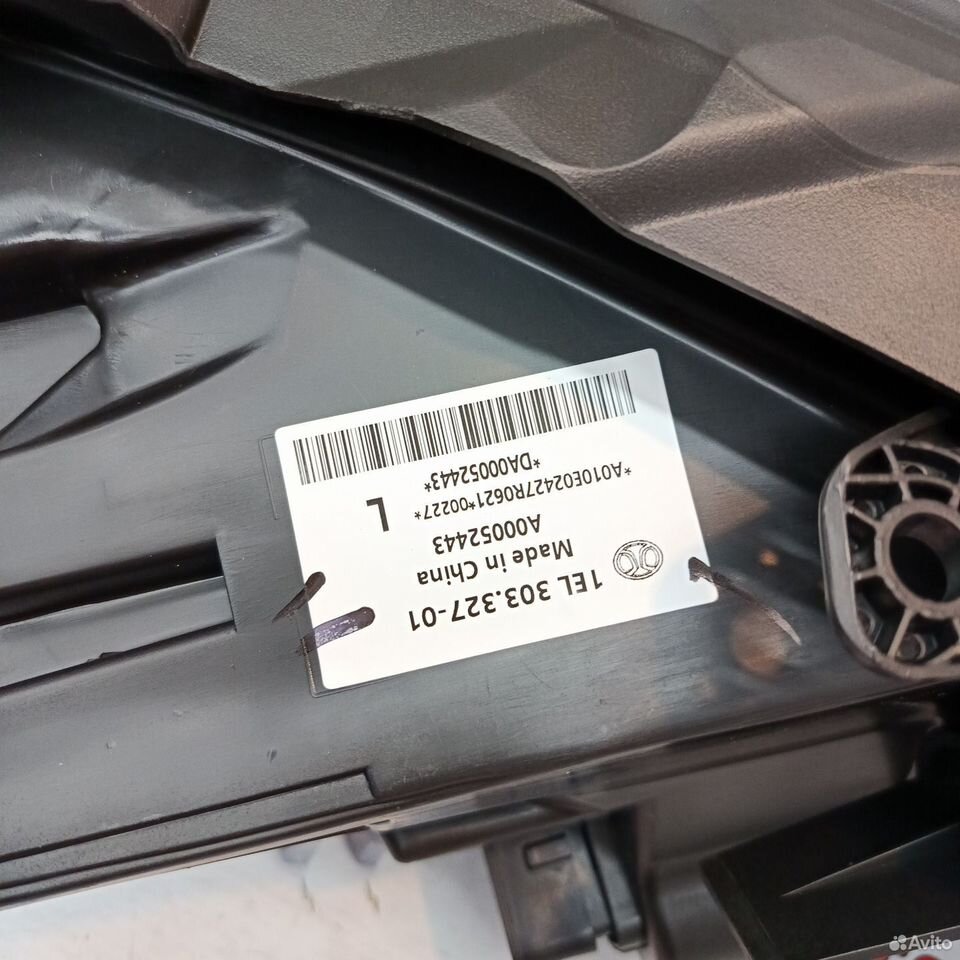 1EL 303.327-01
Made in China
A00052443
*A010E02427R0621*00227*
L
*DA00052443*
Avito